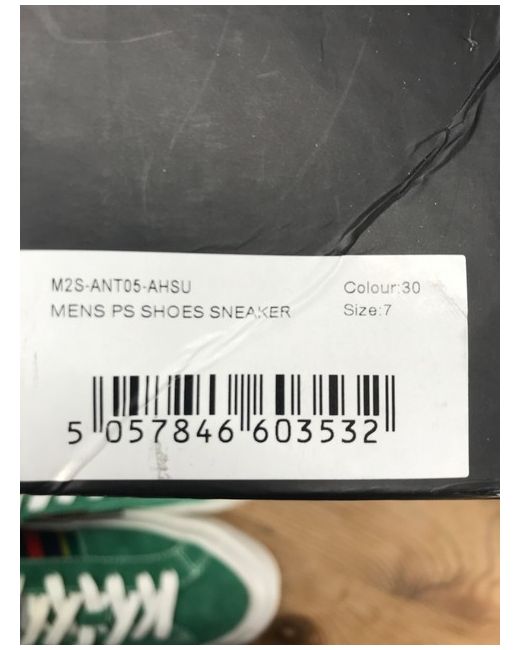 M2S-ANT05-AHSU Colour:30
MENS PS SHOES SNEAKER Size:7
5 057846 603532